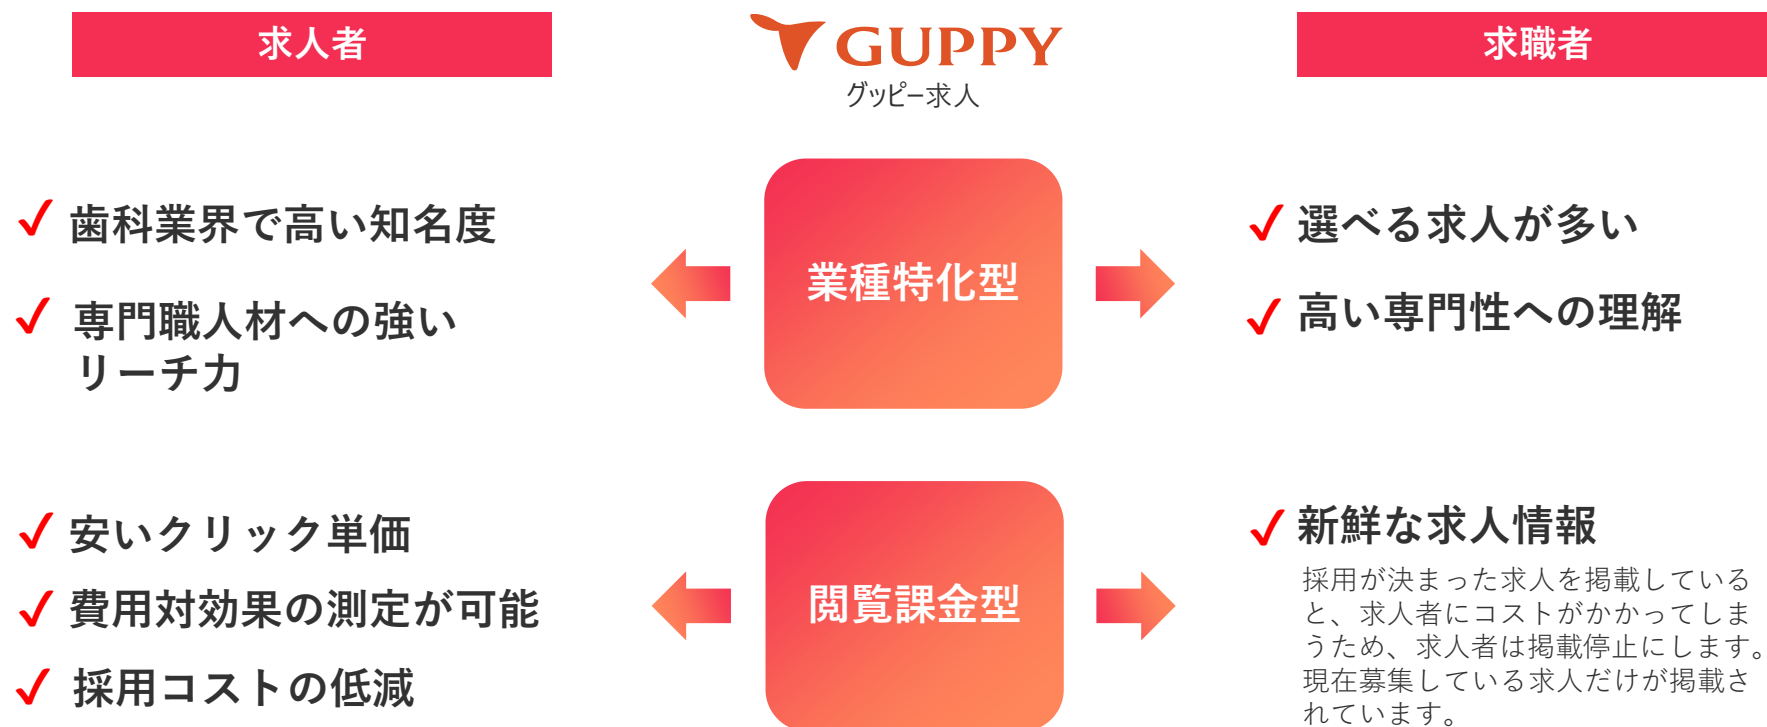 求人者
GUPPY
グッピー求人
求職者
歯科業界で高い知名度
専門職人材への強い
リーチ力
業種特化型
選べる求人が多い
高い専門性への理解
安いクリック単価
費用対効果の測定が可能
採用コストの低減
閲覧課金型
新鮮な求人情報
採用が決まった求人を掲載している
と、求人者にコストがかかってしま
うため、求人者は掲載停止にします。
現在募集している求人だけが掲載さ
れています。